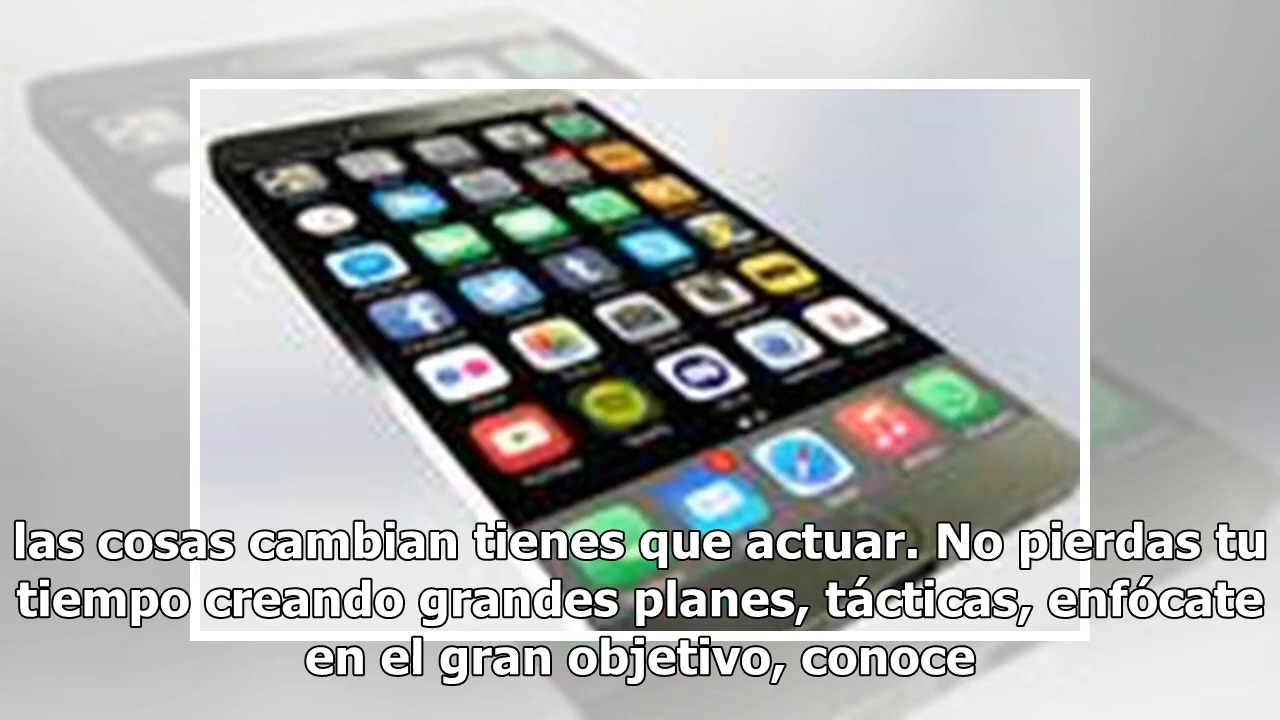 las cosas cambian tienes que actuar. No pierdas tu
tiempo creando grandes planes, tácticas, enfócate
en el gran objetivo, conoce